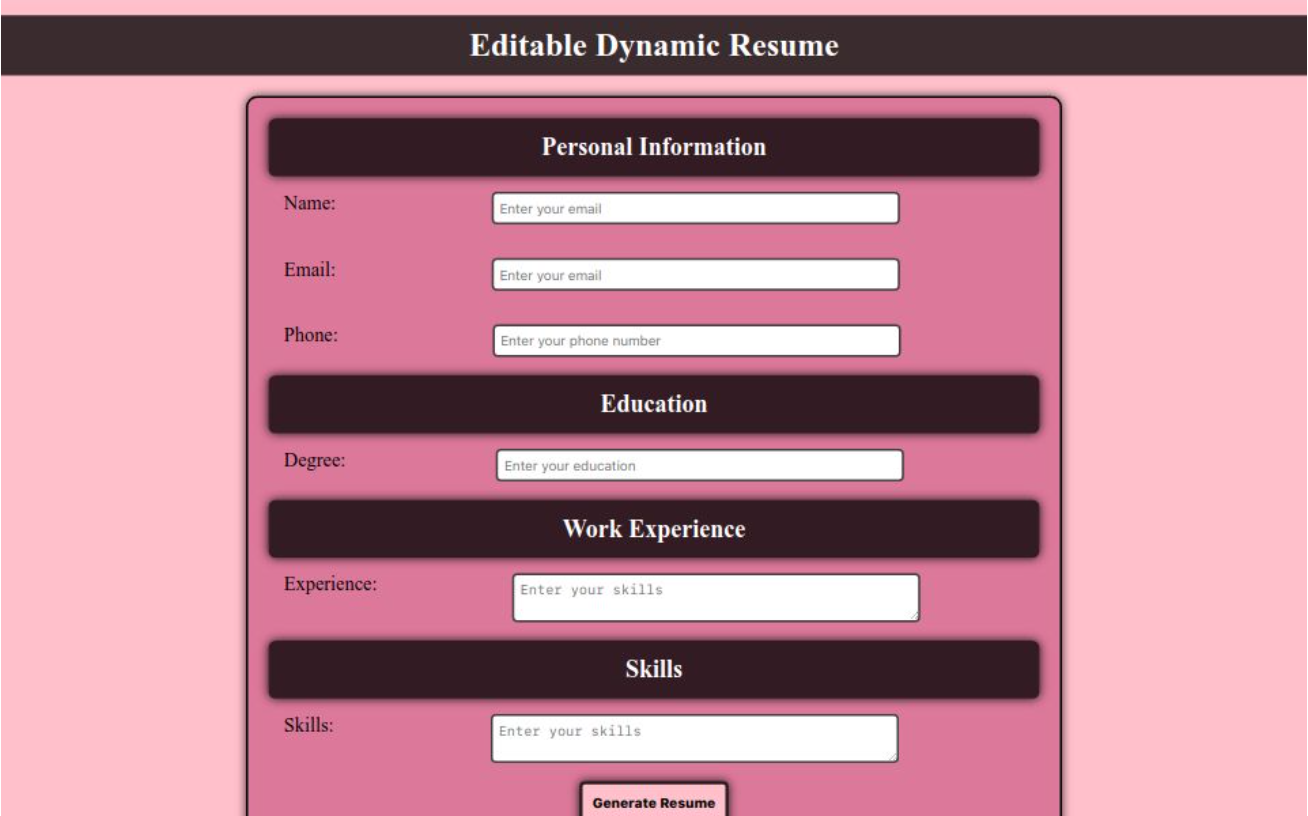 Editable Dynamic Resume
Personal Information
Name: Enter your email
Email: Enter your email
Phone: Enter your phone number
Education
Degree: Enter your education
Work Experience
Experience: Enter your skills
Skills
Skills: Enter your skills
Generate Resume